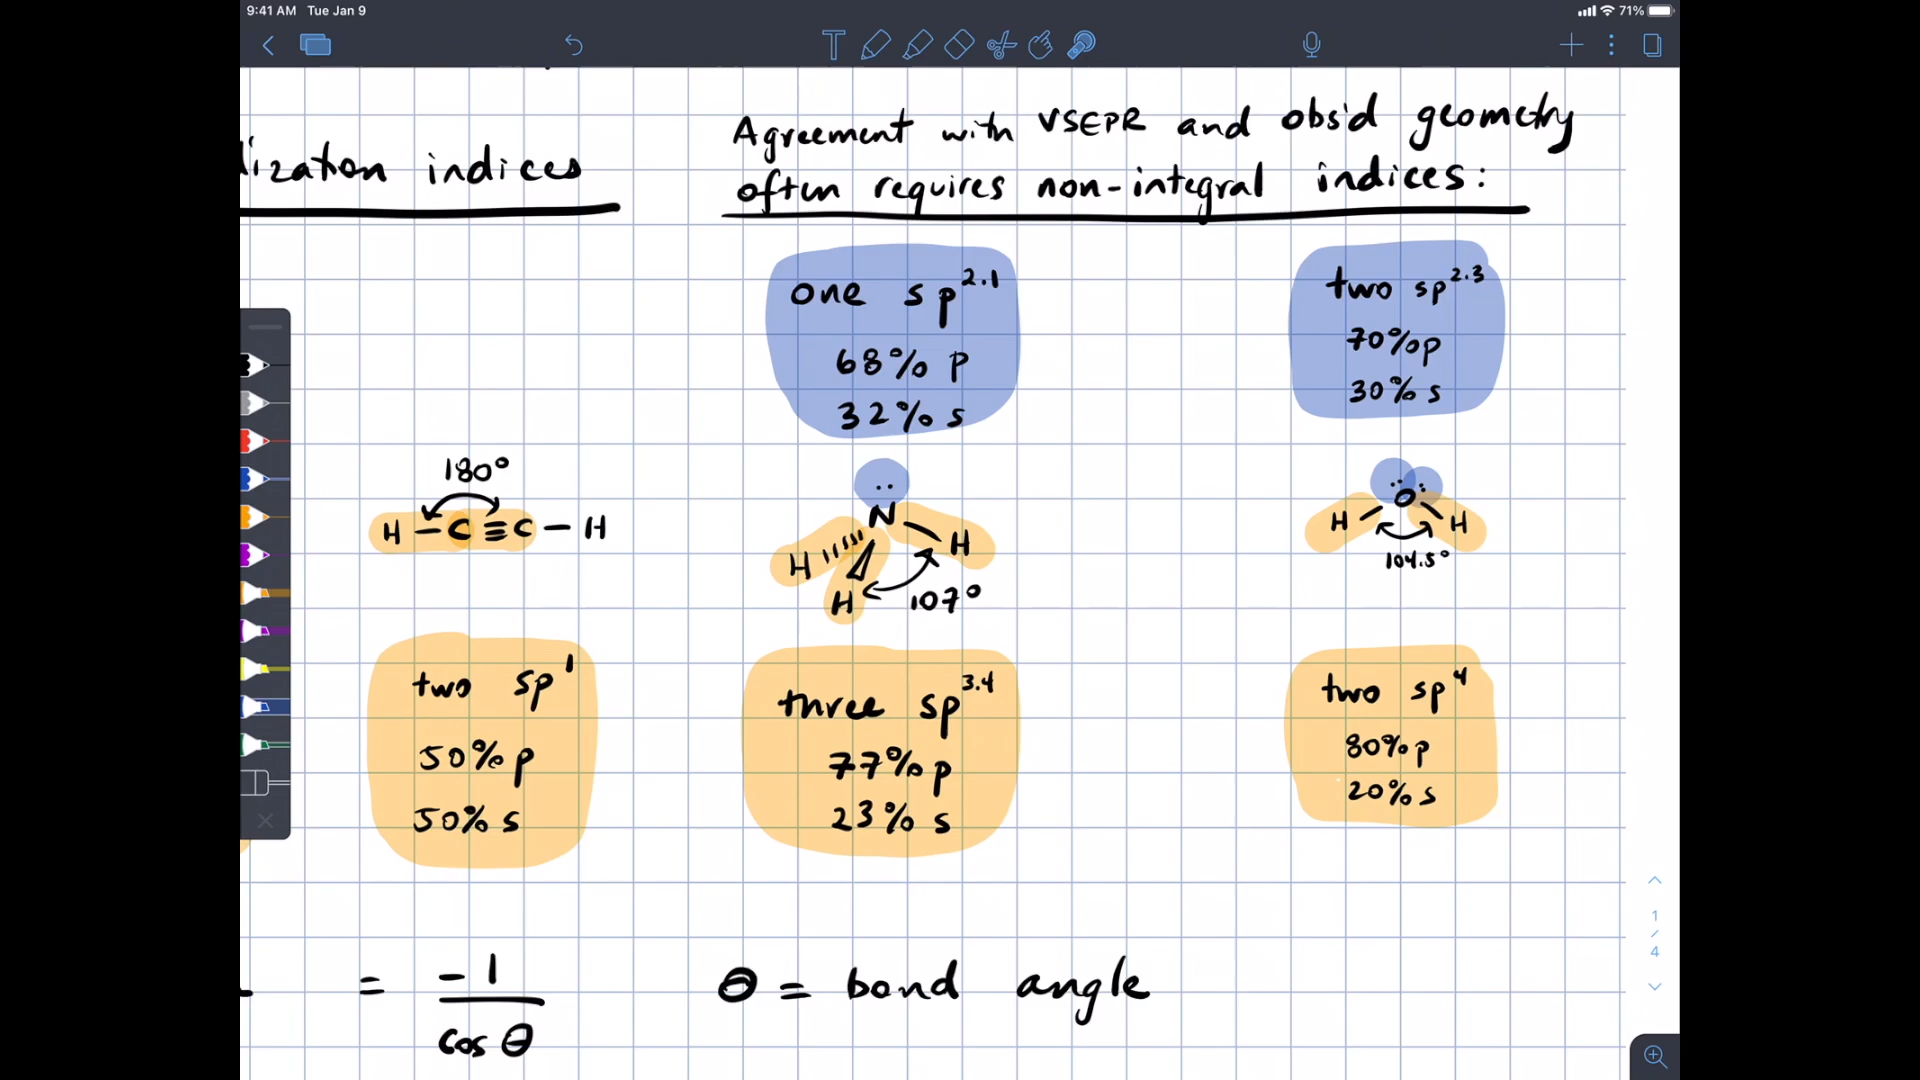 9:41 AM Tue Jan 9
71%
Agreement with VSEPR and obs'd geometry
often requires non-integral indices:
lization indices
one sp2.1
68% p
32% s
two sp2.3
70% p
30% s
180°
H – C ≡ C – H
N
H
H
H
107°
O
H H
104.5°
two sp1
50% p
50% s
three sp3.4
77% p
23% s
two sp4
80% p
20% s
= -1 / cos θ
θ = bond angle
1
/
4